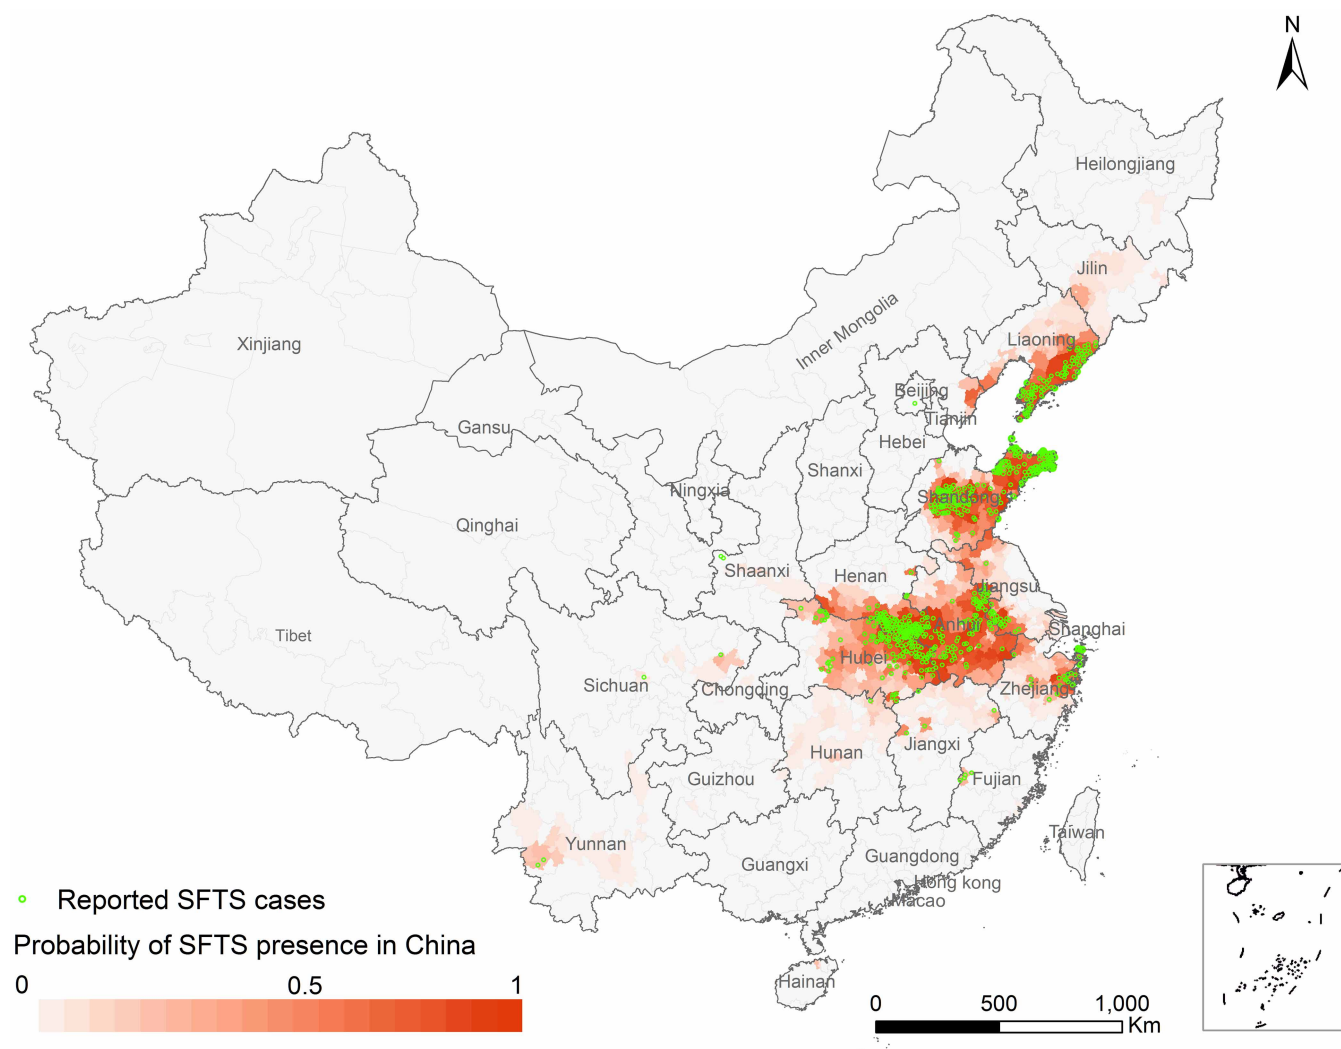 N
Heilongjiang
Jilin
Liaoning
Inner Mongolia
Xinjiang
Beijing
Tianjin
Gansu
Hebei
Shanxi
Ningxia
Shandong
Qinghai
Shaanxi
Henan
Jiangsu
Anhui
Shanghai
Tibet
Hubei
Sichuan
Chongqing
Zhejiang
Hunan
Jiangxi
Guizhou
Fujian
Taiwan
Yunnan
Guangxi
Guangdong
Hong kong
Macao
Hainan
Reported SFTS cases
Probability of SFTS presence in China
0 0.5 1
0 500 1,000
Km